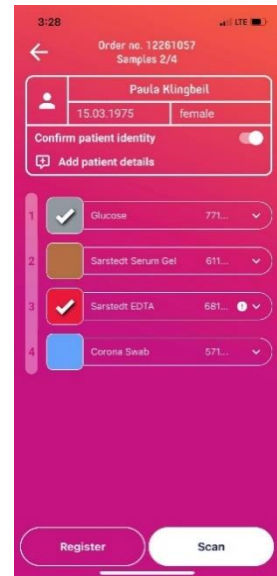 3:28
LTE
Order no. 12261057
Samples 2/4
Paula Klingbeil
15.03.1975 female
Confirm patient identity
Add patient details
1 Glucose 771...
2 Sarstedt Serum Gel 611...
3 Sarstedt EDTA 681...
4 Corona Swab 571...
Register Scan